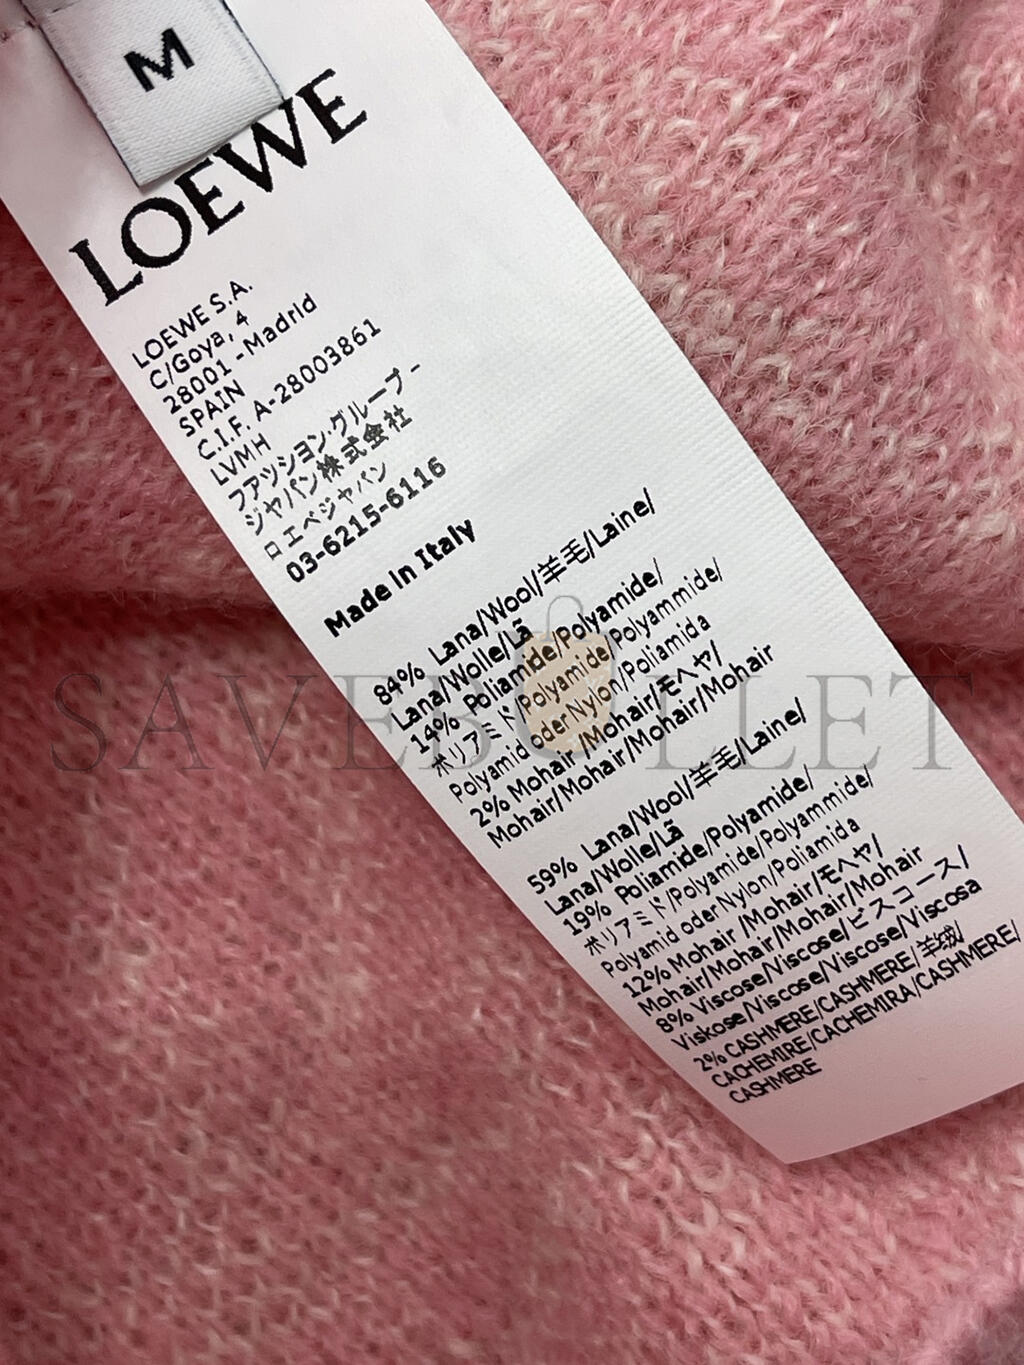 M
LOEWE
LOEWE S.A.
C/Goya, 4
28001 -Madrid
SPAIN
C.I.F. A-28003861
LVMH
ファッション・グループ -
ジャパン株式会社
ロエベジャパン
03-6215-6116
Made in Italy
84% Lana/Wool/羊毛/Laine/
Lana/Wolle/Lã
14% Poliamide/Polyamide/
ポリアミド/Polyamide/Polyammide/
Polyamid oder Nylon/Poliamida
2% Mohair /Mohair/モヘヤ/
Mohair/Mohair/Mohair/Mohair
59% Lana/Wool/羊毛/Laine/
Lana/Wolle/Lã
19% Poliamide/Polyamide/
ポリアミド/Polyamide/Polyammide/
Polyamid oder Nylon/Poliamida
12% Mohair /Mohair/モヘヤ/
Mohair/Mohair/Mohair/Mohair
8% Viscose/Viscose/ビスコース/
Viskose/Viscose/Viscose/Viscosa
2% CASHMERE/CASHMERE/羊绒/
CACHEMIRE/CACHEMIRA/CASHMERE/
CASHMERE
SAVEBULLET